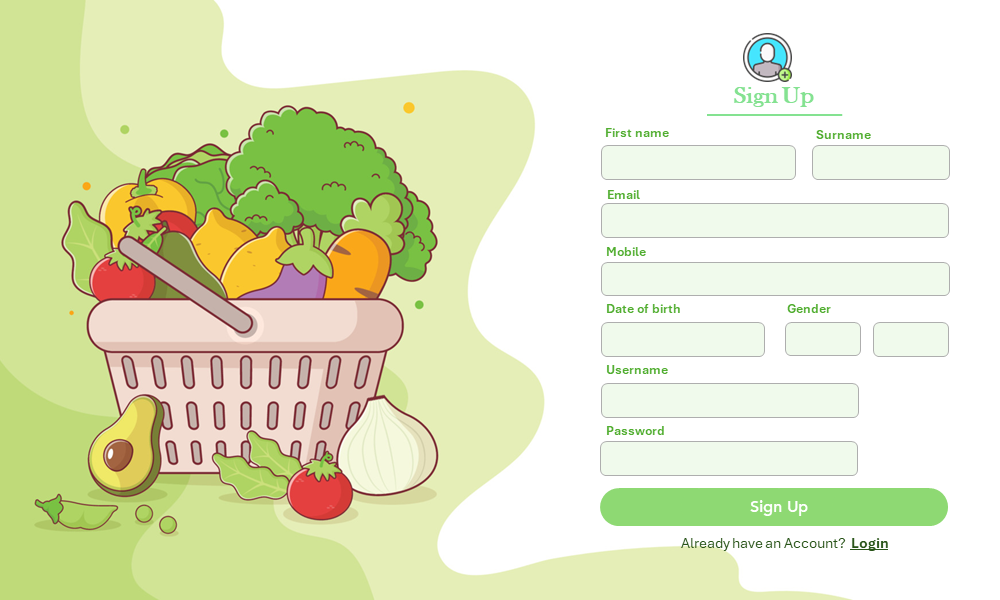 Sign Up
First name
Surname
Email
Mobile
Date of birth
Gender
Username
Password
Sign Up
Already have an Account? Login